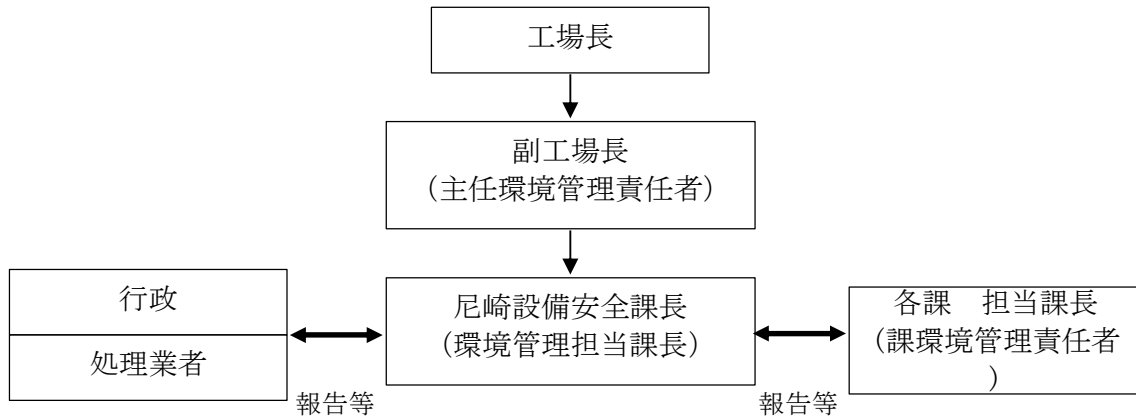 工場長
副工場長
（主任環境管理責任者）
行政
処理業者
報告等
尼崎設備安全課長
（環境管理担当課長）
報告等
各課　担当課長
（課環境管理責任者
）